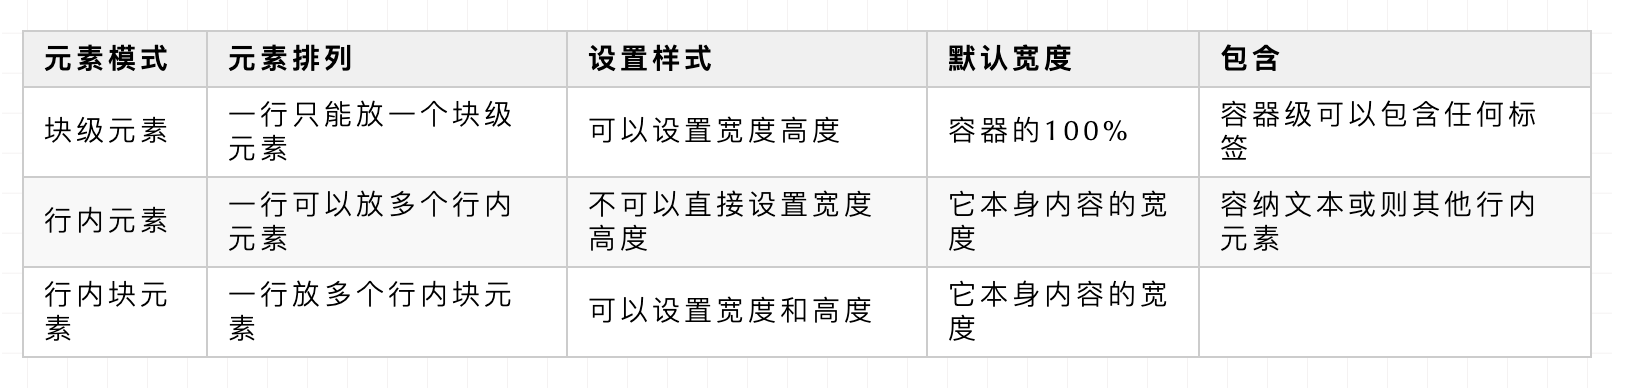 元素模式 元素排列 设置样式 默认宽度 包含
块级元素 一行只能放一个块级元素 可以设置宽度高度 容器的100% 容器级可以包含任何标签
行内元素 一行可以放多个行内元素 不可以直接设置宽度高度 它本身内容的宽度 容纳文本或则其他行内元素
行内块元素 一行放多个行内块元素 可以设置宽度和高度 它本身内容的宽度